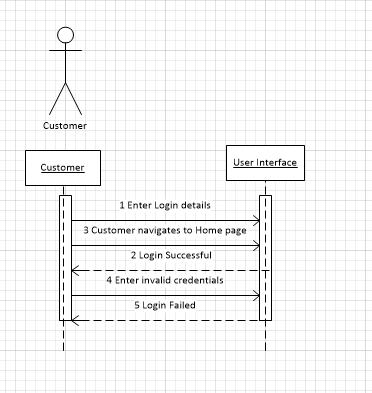 Customer
Customer
User Interface
1 Enter Login details
3 Customer navigates to Home page
2 Login Successful
4 Enter invalid credentials
5 Login Failed